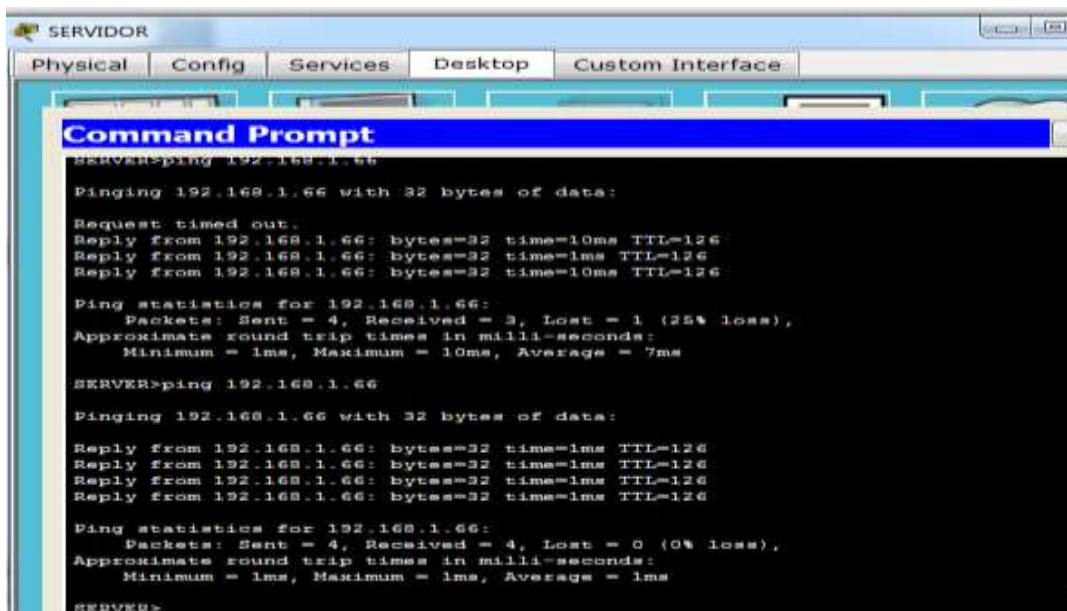 SERVIDOR
Physical Config Services Desktop Custom Interface
Command Prompt
SERVER>ping 192.168.1.66
Pinging 192.168.1.66 with 32 bytes of data:
Request timed out.
Reply from 192.168.1.66: bytes=32 time=10ms TTL=126
Reply from 192.168.1.66: bytes=32 time=1ms TTL=126
Reply from 192.168.1.66: bytes=32 time=10ms TTL=126
Ping statistics for 192.168.1.66:
Packets: Sent = 4, Received = 3, Lost = 1 (25% loss),
Approximate round trip times in milli-seconds:
Minimum = 1ms, Maximum = 10ms, Average = 7ms
SERVER>ping 192.168.1.66
Pinging 192.168.1.66 with 32 bytes of data:
Reply from 192.168.1.66: bytes=32 time=1ms TTL=126
Reply from 192.168.1.66: bytes=32 time=1ms TTL=126
Reply from 192.168.1.66: bytes=32 time=1ms TTL=126
Reply from 192.168.1.66: bytes=32 time=1ms TTL=126
Ping statistics for 192.168.1.66:
Packets: Sent = 4, Received = 4, Lost = 0 (0% loss),
Approximate round trip times in milli-seconds:
Minimum = 1ms, Maximum = 1ms, Average = 1ms
SERVER>